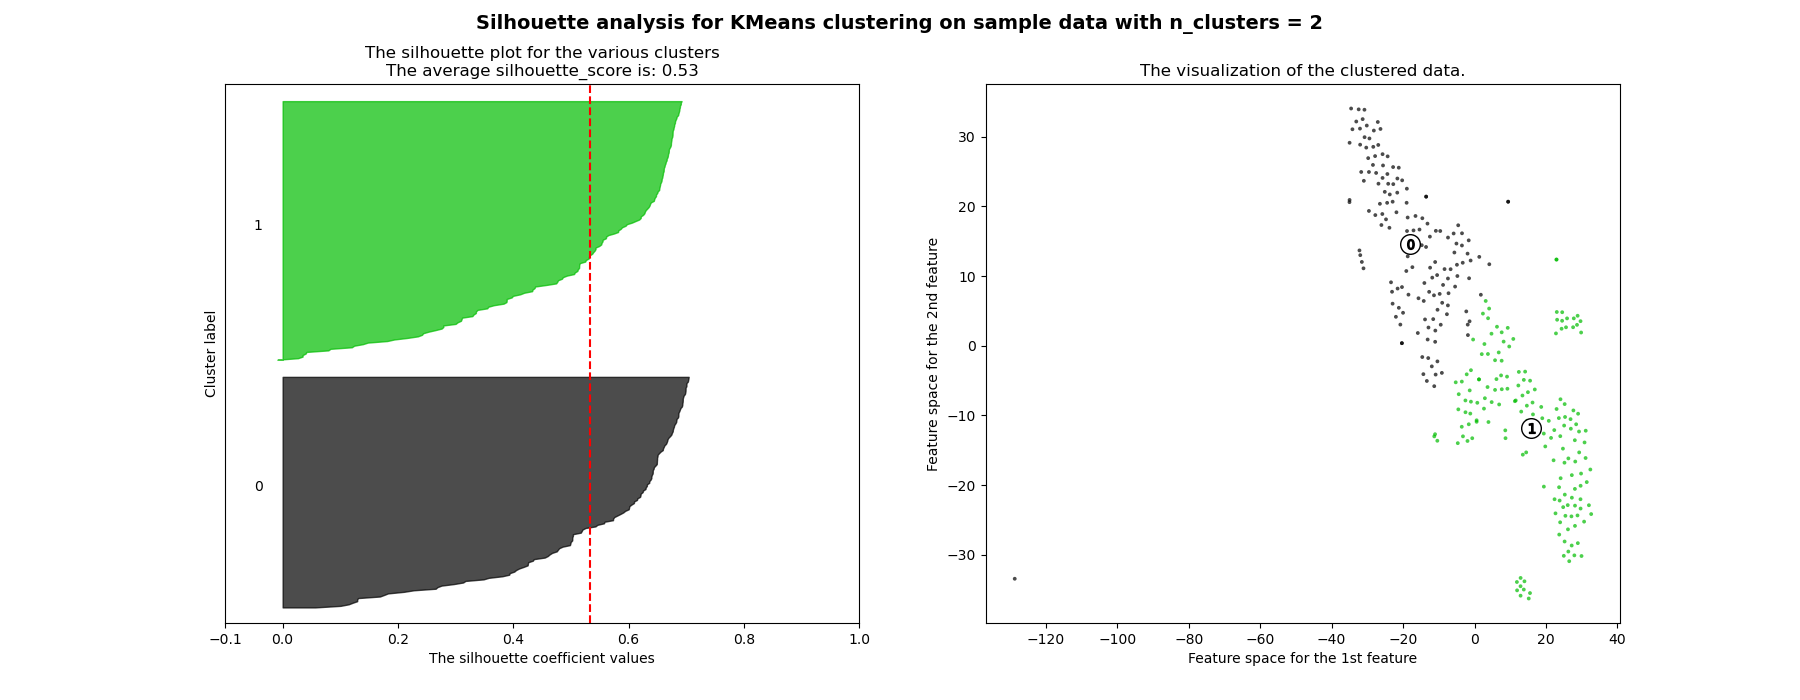 Silhouette analysis for KMeans clustering on sample data with n_clusters = 2
The silhouette plot for the various clusters
The average silhouette_score is: 0.53
1
0
Cluster label
−0.1 0.0 0.2 0.4 0.6 0.8 1.0
The silhouette coefficient values
The visualization of the clustered data.
30
20
10
0
−10
−20
−30
Feature space for the 2nd feature
0
1
−120 −100 −80 −60 −40 −20 0 20 40
Feature space for the 1st feature